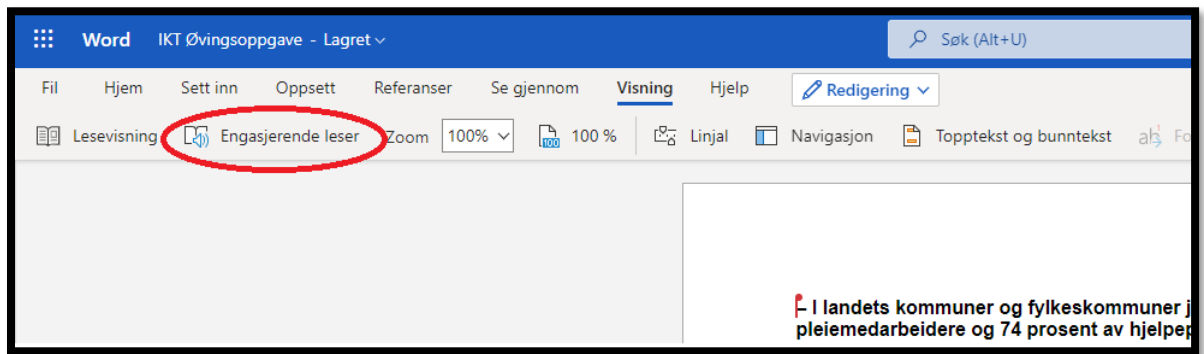 Word IKT Øvingsoppgave - Lagret Søk (Alt+U)
Fil Hjem Sett inn Oppsett Referanser Se gjennom Visning Hjelp Redigering
Lesevisning Engasjerende leser Zoom 100% 100 % Linjal Navigasjon Topptekst og bunntekst
– I landets kommuner og fylkeskommuner j
pleiemedarbeidere og 74 prosent av